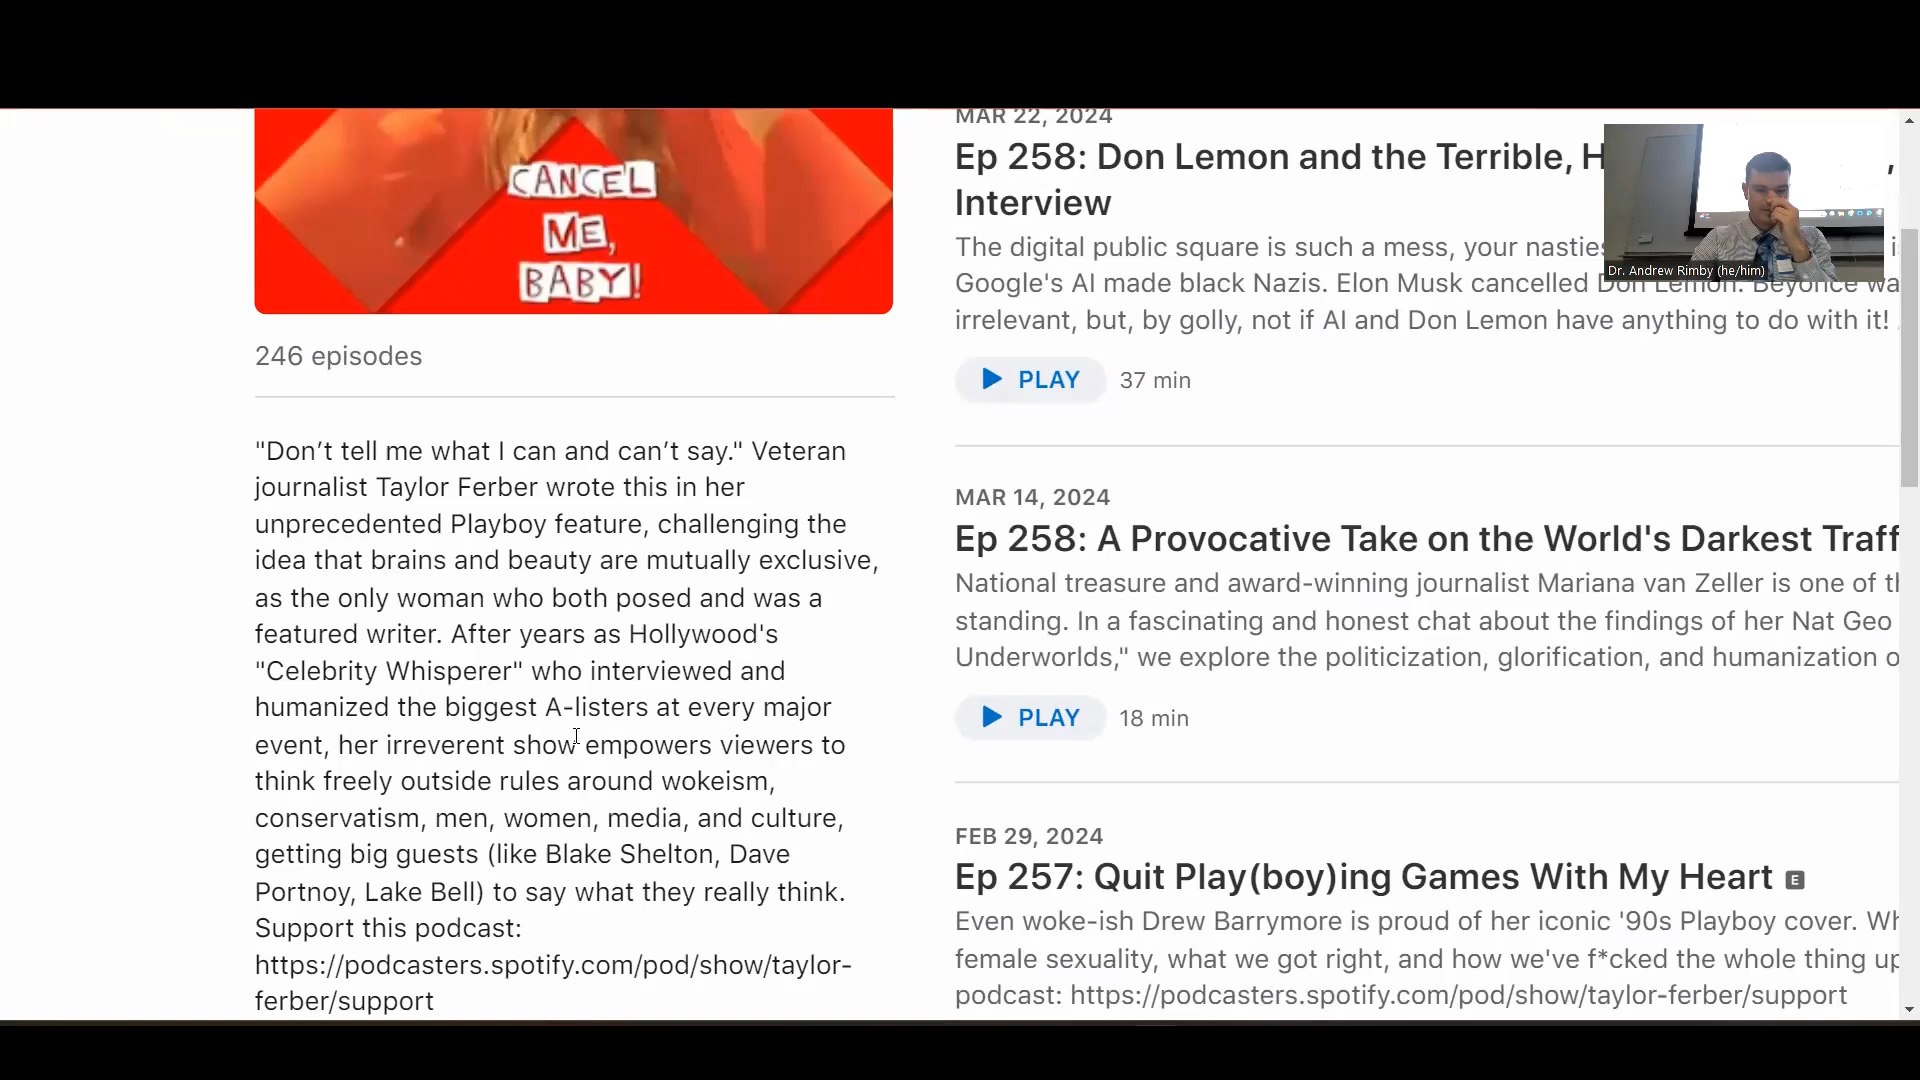 CANCEL
ME,
BABY!
246 episodes
"Don’t tell me what I can and can’t say." Veteran
journalist Taylor Ferber wrote this in her
unprecedented Playboy feature, challenging the
idea that brains and beauty are mutually exclusive,
as the only woman who both posed and was a
featured writer. After years as Hollywood's
"Celebrity Whisperer" who interviewed and
humanized the biggest A-listers at every major
event, her irreverent show empowers viewers to
think freely outside rules around wokeism,
conservatism, men, women, media, and culture,
getting big guests (like Blake Shelton, Dave
Portnoy, Lake Bell) to say what they really think.
Support this podcast:
https://podcasters.spotify.com/pod/show/taylor-
ferber/support
MAR 22, 2024
Ep 258: Don Lemon and the Terrible,
Interview
The digital public square is such a mess, your
Google's AI made black Nazis. Elon Musk cancelled Don Lemon. Beyonce
irrelevant, but, by golly, not if AI and Don Lemon have anything to do with it!
PLAY 37 min
MAR 14, 2024
Ep 258: A Provocative Take on the World's Darkest
National treasure and award-winning journalist Mariana van Zeller is one of
standing. In a fascinating and honest chat about the findings of her Nat Geo
Underworlds," we explore the politicization, glorification, and humanization
PLAY 18 min
FEB 29, 2024
Ep 257: Quit Play(boy)ing Games With My Heart E
Even woke-ish Drew Barrymore is proud of her iconic '90s Playboy cover.
female sexuality, what we got right, and how we've f*cked the whole thing up
podcast: https://podcasters.spotify.com/pod/show/taylor-ferber/support
Dr. Andrew Rimby (he/him)